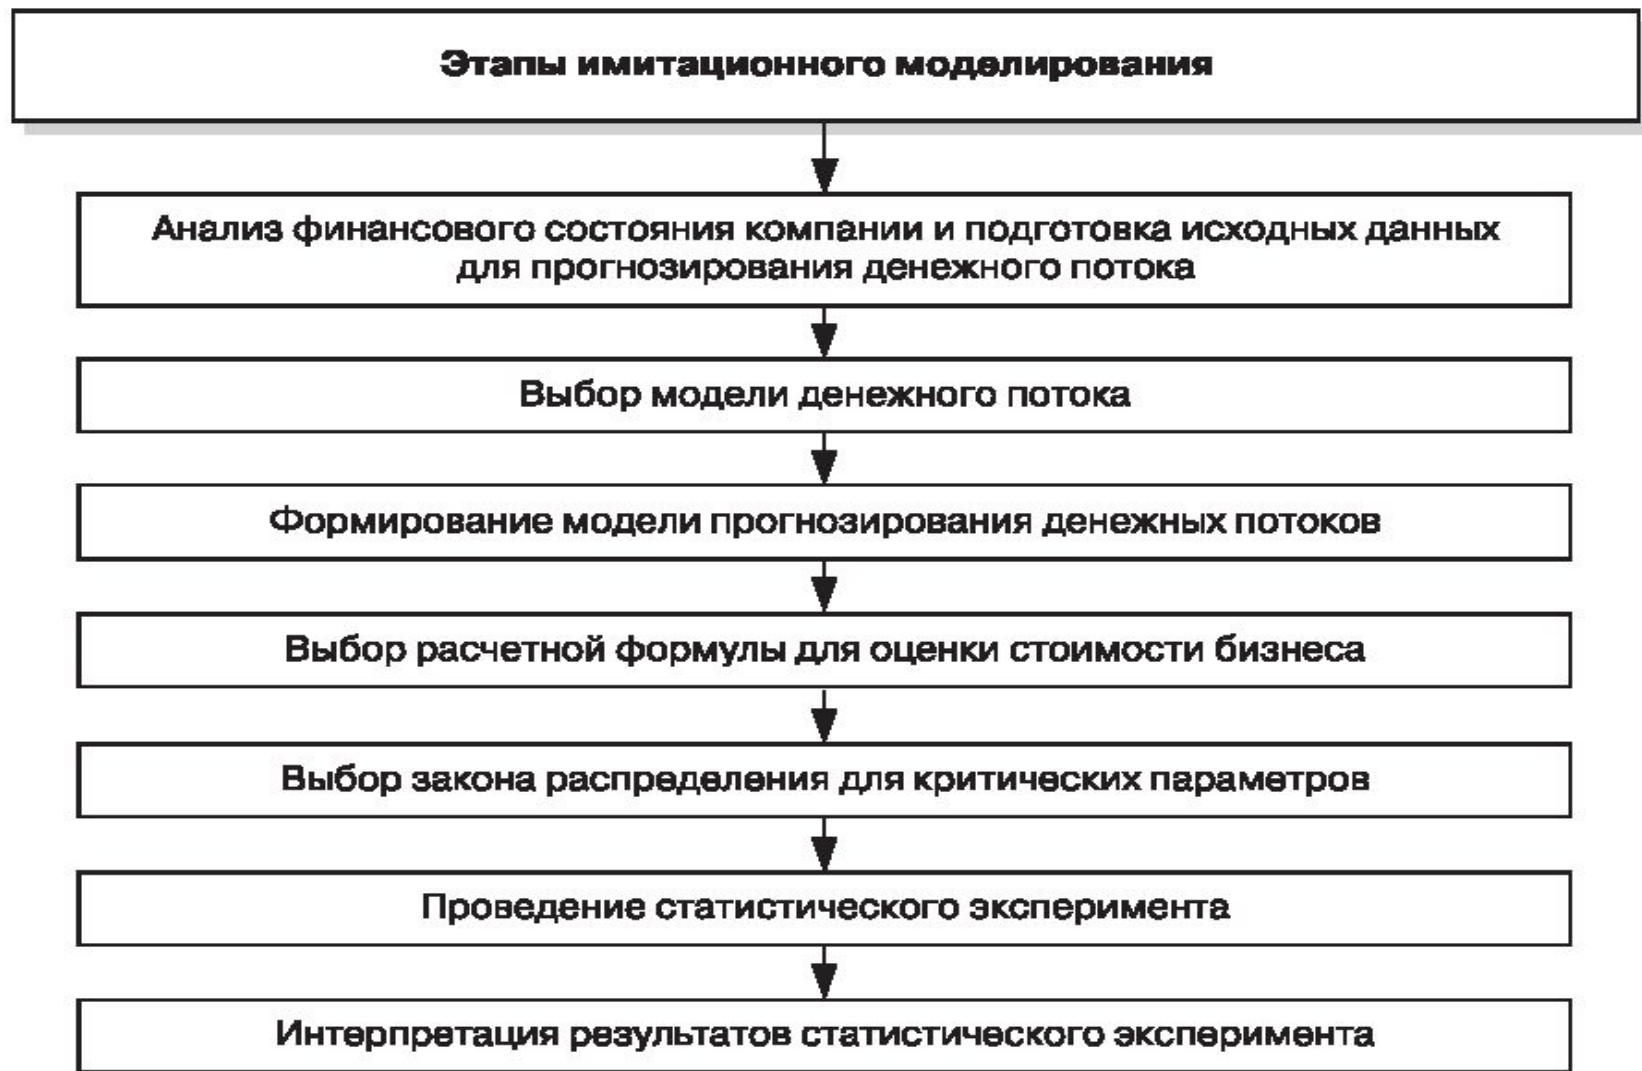 Этапы имитационного моделирования
Анализ финансового состояния компании и подготовка исходных данных
для прогнозирования денежного потока
Выбор модели денежного потока
Формирование модели прогнозирования денежных потоков
Выбор расчетной формулы для оценки стоимости бизнеса
Выбор закона распределения для критических параметров
Проведение статистического эксперимента
Интерпретация результатов статистического эксперимента